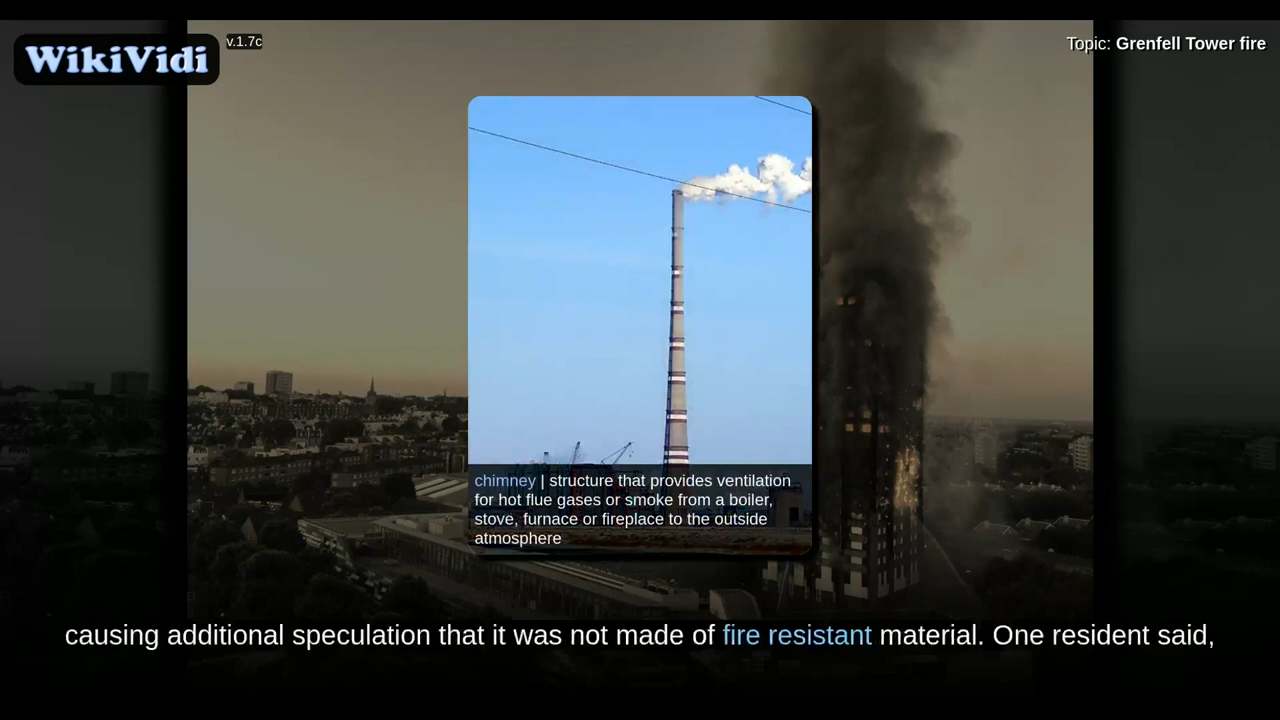 WikiVidi
v.1.7c
Topic: Grenfell Tower fire
chimney | structure that provides ventilation
for hot flue gases or smoke from a boiler,
stove, furnace or fireplace to the outside
atmosphere
causing additional speculation that it was not made of fire resistant material. One resident said,